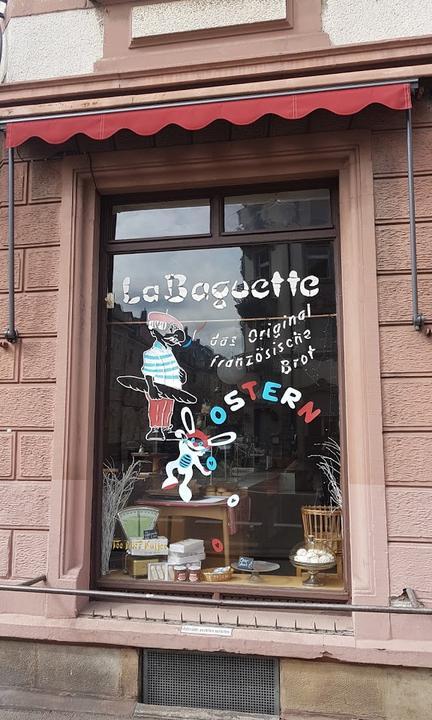 LaBaguette
das Original
französische
Brot
OSTERN